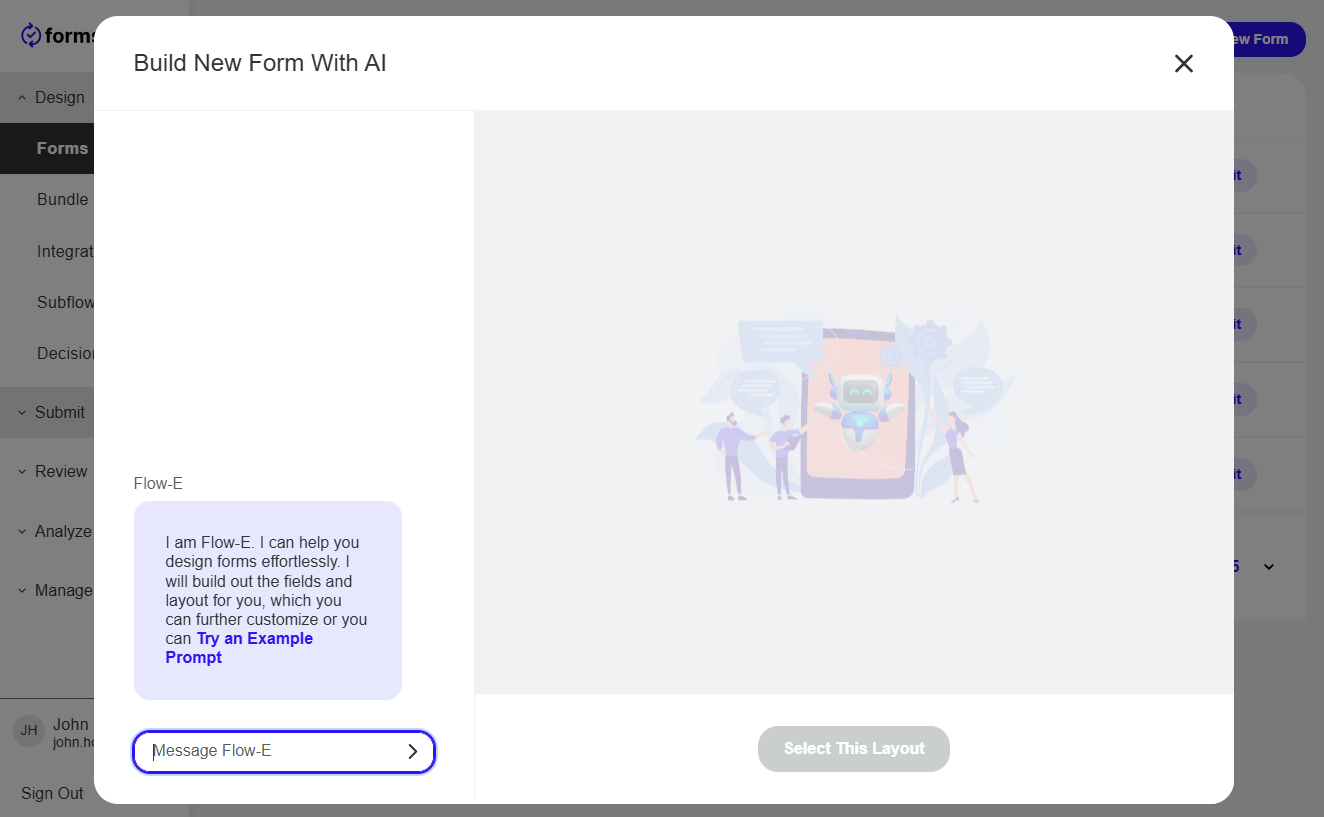 forms
ew Form
Build New Form With AI
Design
Forms
Bundle
Integrat
Subflow
Decision
Submit
Review
Analyze
Manage
JH
John
john.ho
Sign Out
it
it
it
it
it
5
Flow-E
I am Flow-E. I can help you
design forms effortlessly. I
will build out the fields and
layout for you, which you
can further customize or you
can Try an Example
Prompt
Message Flow-E
Select This Layout